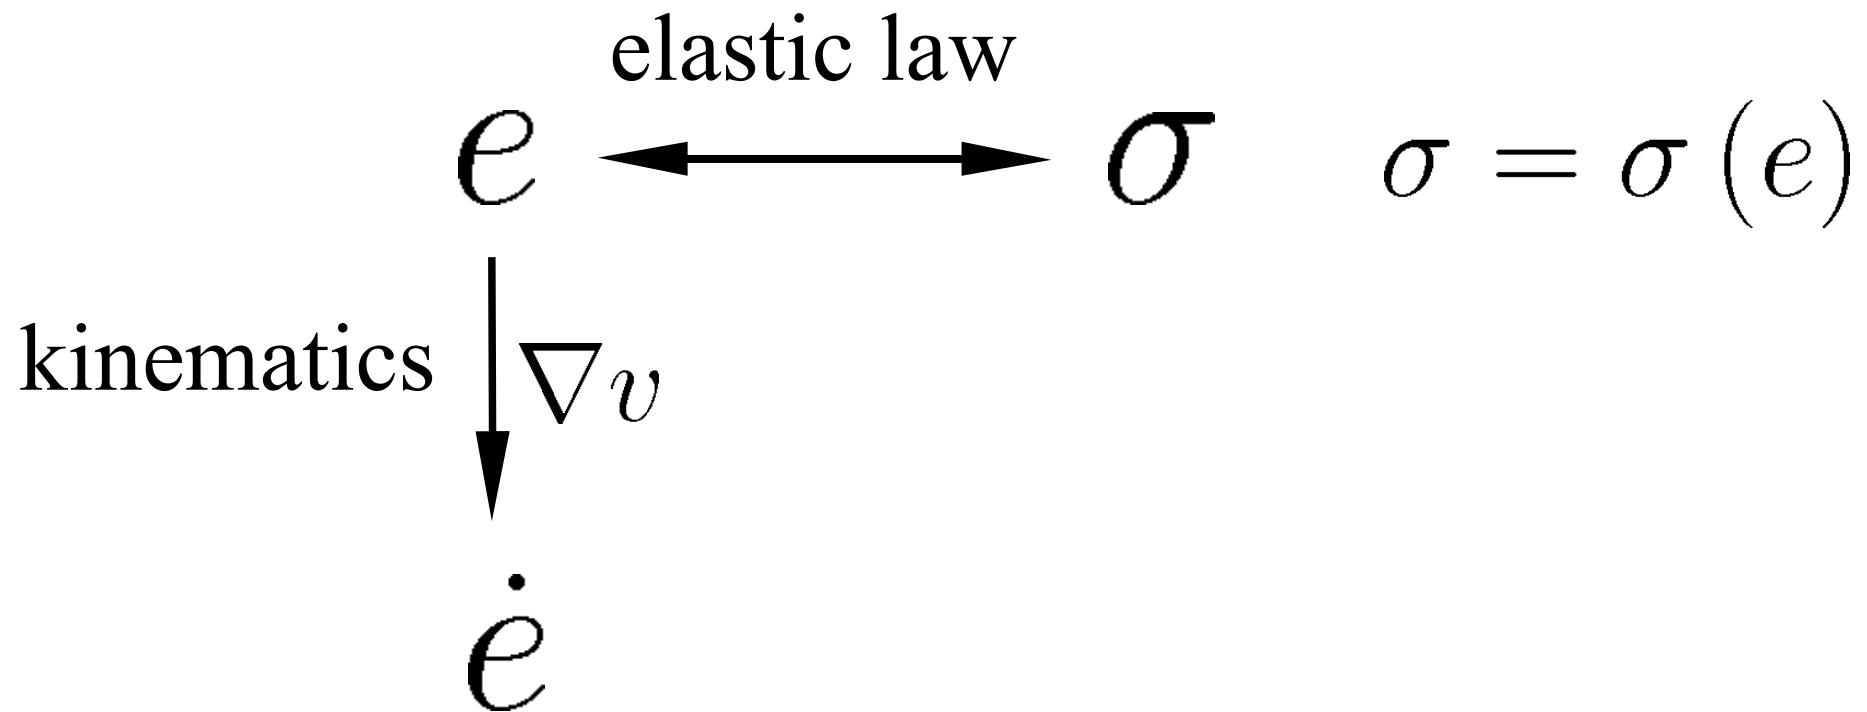 elastic law
e σ σ = σ (e)
kinematics ∇v
ė